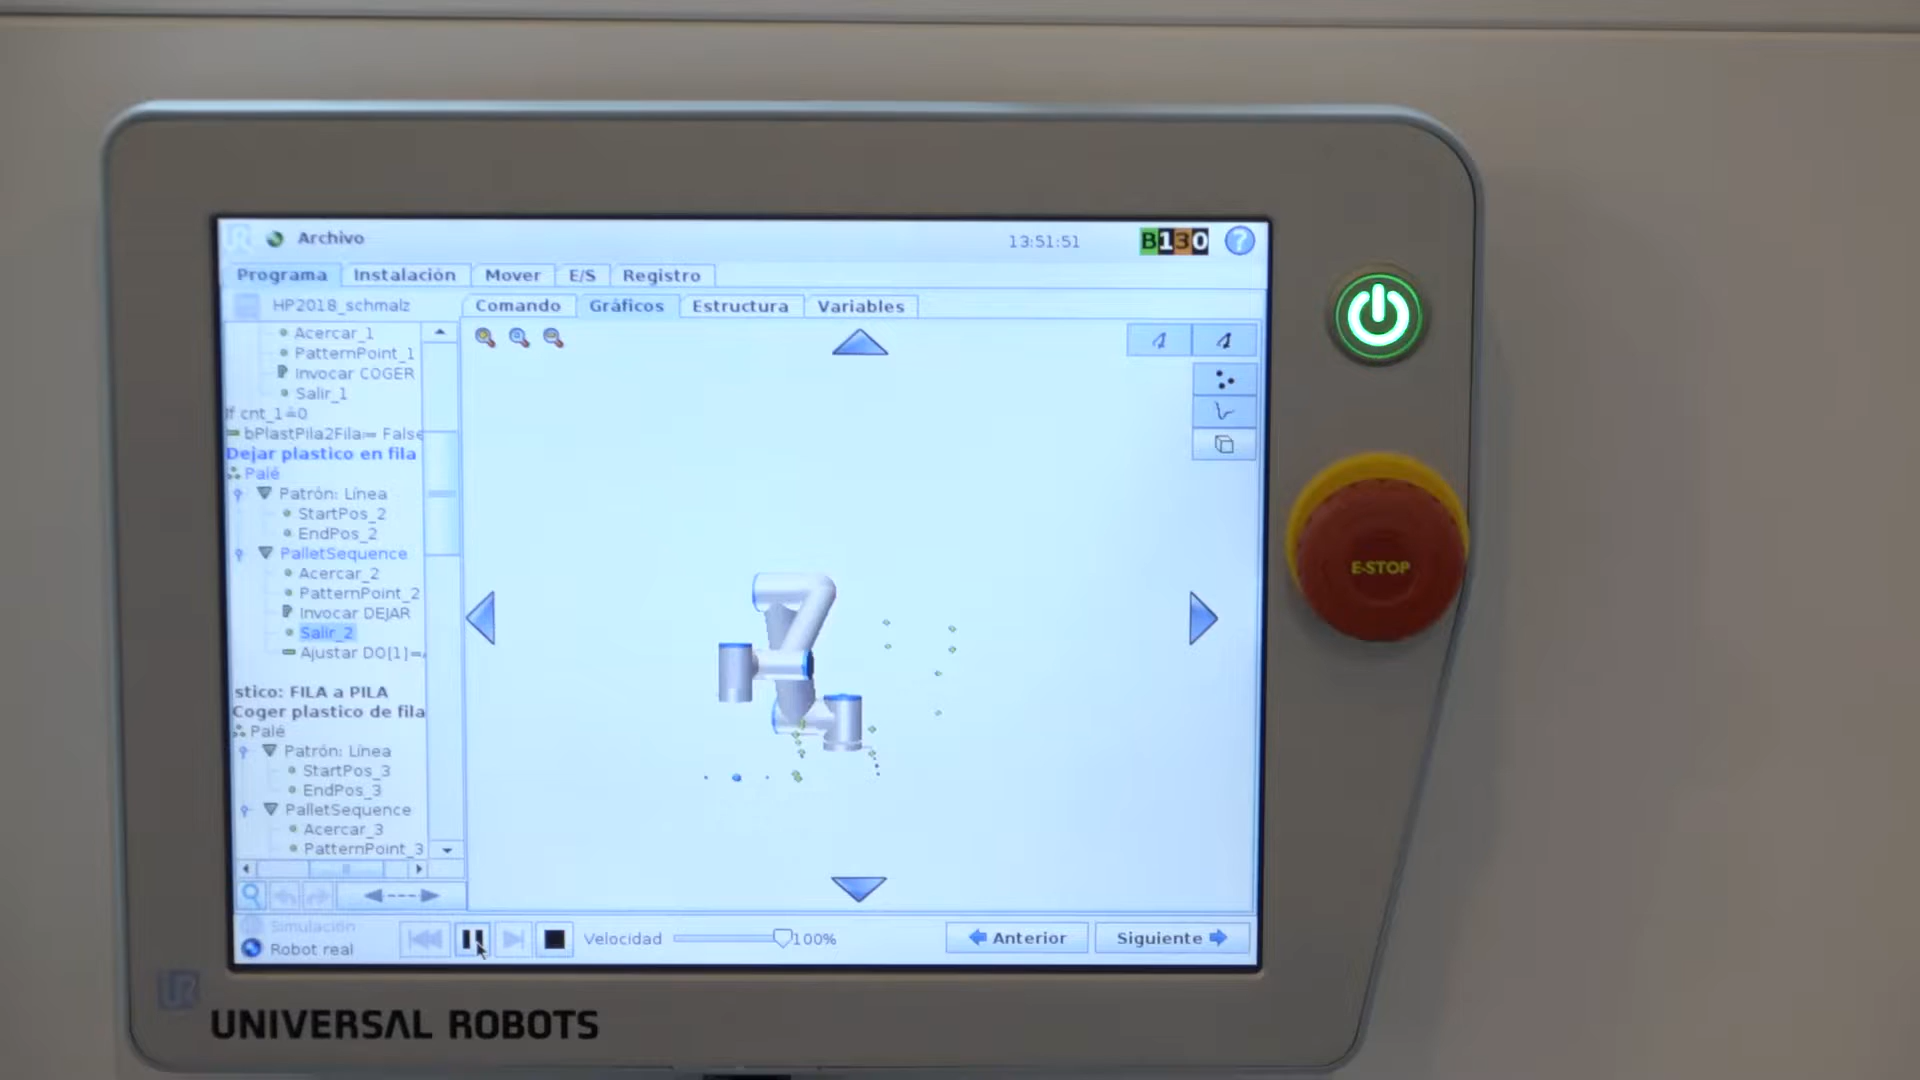 Archivo
13:51:51
B130
?
Programa Instalación Mover E/S Registro
HP2018_schmalz
Comando Gráficos Estructura Variables
Acercar_1
PatternPoint_1
Invocar COGER
Salir_1
If cnt_1≟0
bPlastPila2Fila≔ False
Dejar plastico en fila
Palé
Patrón: Línea
StartPos_2
EndPos_2
PalletSequence
Acercar_2
PatternPoint_2
Invocar DEJAR
Salir_2
Ajustar DO[1]=
stico: FILA a PILA
Coger plastico de fila
Palé
Patrón: Línea
StartPos_3
EndPos_3
PalletSequence
Acercar_3
PatternPoint_3
Simulación
Robot real
Velocidad 100%
Anterior Siguiente
E-STOP
UR
UNIVERSAL ROBOTS